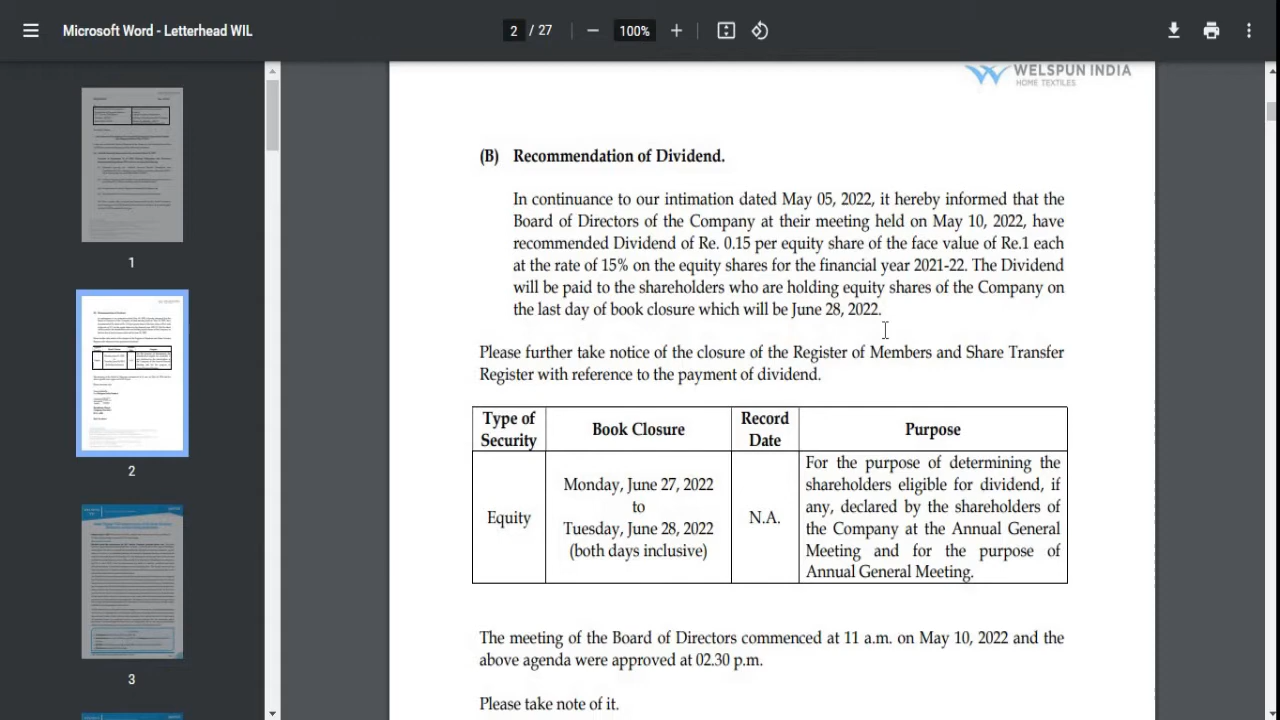 Microsoft Word - Letterhead WIL
2 / 27
100%
WELSPUN INDIA
HOME TEXTILES
(B) Recommendation of Dividend.
In continuance to our intimation dated May 05, 2022, it hereby informed that the
Board of Directors of the Company at their meeting held on May 10, 2022, have
recommended Dividend of Re. 0.15 per equity share of the face value of Re.1 each
at the rate of 15% on the equity shares for the financial year 2021-22. The Dividend
will be paid to the shareholders who are holding equity shares of the Company on
the last day of book closure which will be June 28, 2022.
Please further take notice of the closure of the Register of Members and Share Transfer
Register with reference to the payment of dividend.
Type of
Security
Book Closure
Record
Date
Purpose
Equity
Monday, June 27, 2022
to
Tuesday, June 28, 2022
(both days inclusive)
N.A.
For the purpose of determining the
shareholders eligible for dividend, if
any, declared by the shareholders of
the Company at the Annual General
Meeting and for the purpose of
Annual General Meeting.
The meeting of the Board of Directors commenced at 11 a.m. on May 10, 2022 and the
above agenda were approved at 02.30 p.m.
Please take note of it.
1
2
3